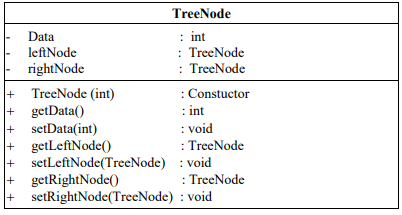 TreeNode
- Data : int
- leftNode : TreeNode
- rightNode : TreeNode
+ TreeNode (int) : Constuctor
+ getData() : int
+ setData(int) : void
+ getLeftNode() : TreeNode
+ setLeftNode(TreeNode) : void
+ getRightNode() : TreeNode
+ setRightNode(TreeNode) : void